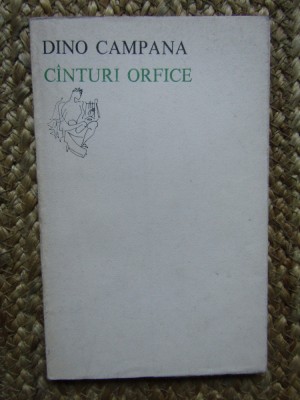 DINO CAMPANA
CÎNTURI ORFICE